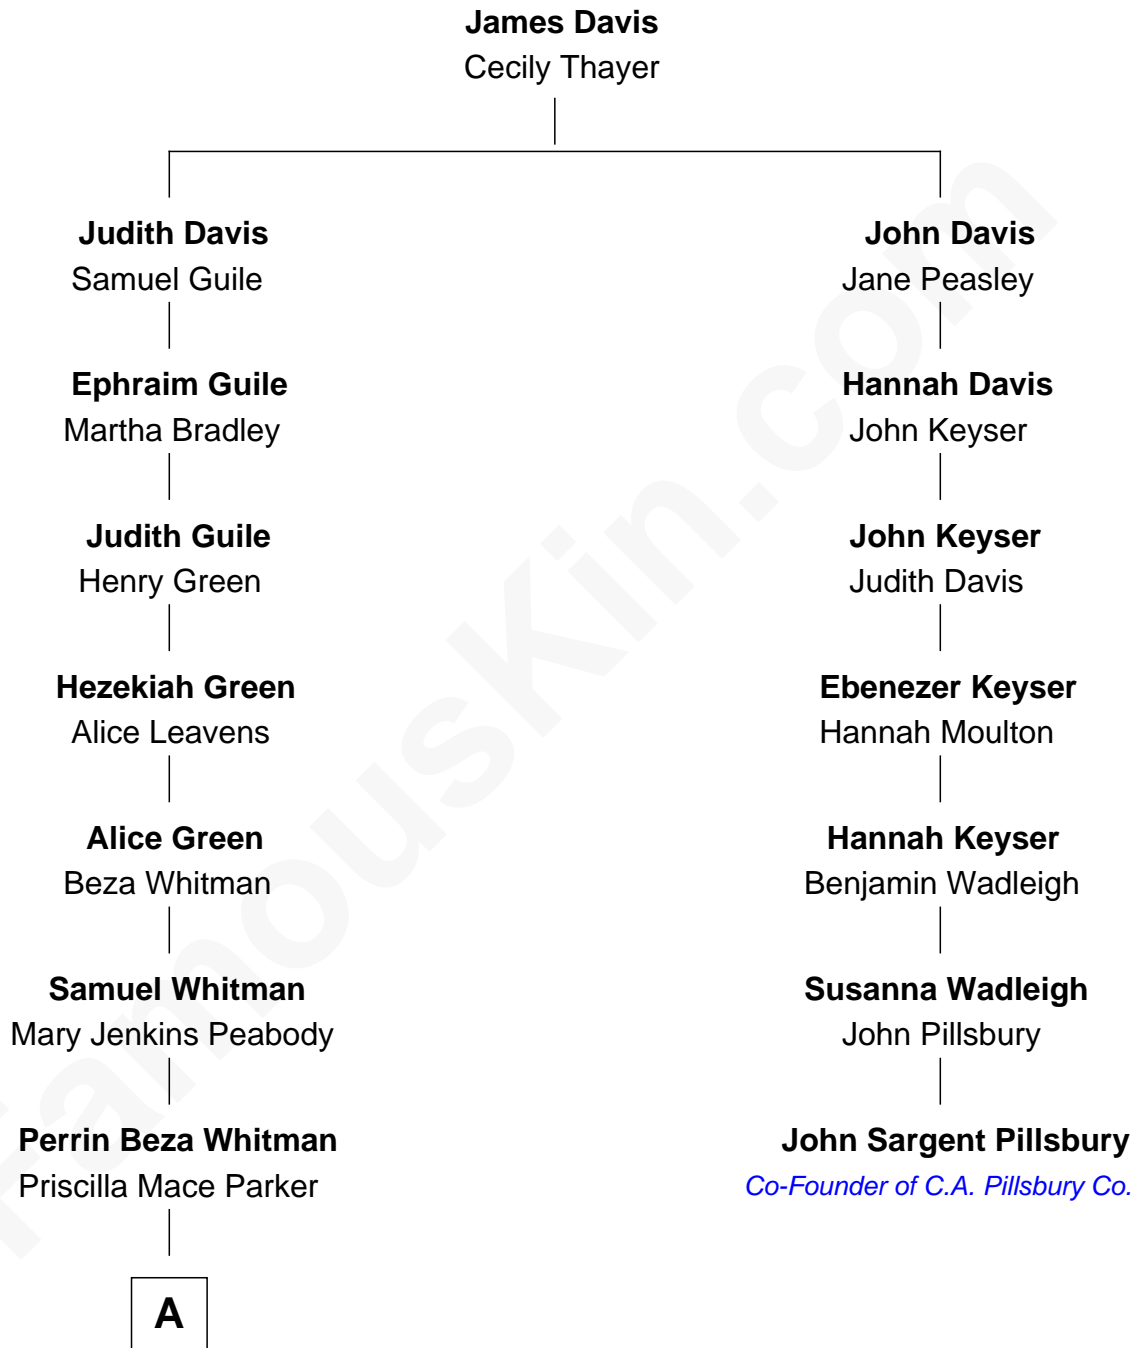 James Davis
Cecily Thayer
Judith Davis
Samuel Guile
John Davis
Jane Peasley
Ephraim Guile
Martha Bradley
Hannah Davis
John Keyser
Judith Guile
Henry Green
John Keyser
Judith Davis
Hezekiah Green
Alice Leavens
Ebenezer Keyser
Hannah Moulton
Alice Green
Beza Whitman
Hannah Keyser
Benjamin Wadleigh
Samuel Whitman
Mary Jenkins Peabody
Susanna Wadleigh
John Pillsbury
Perrin Beza Whitman
Priscilla Mace Parker
John Sargent Pillsbury
Co-Founder of C.A. Pillsbury Co.
A
FamousKin.com